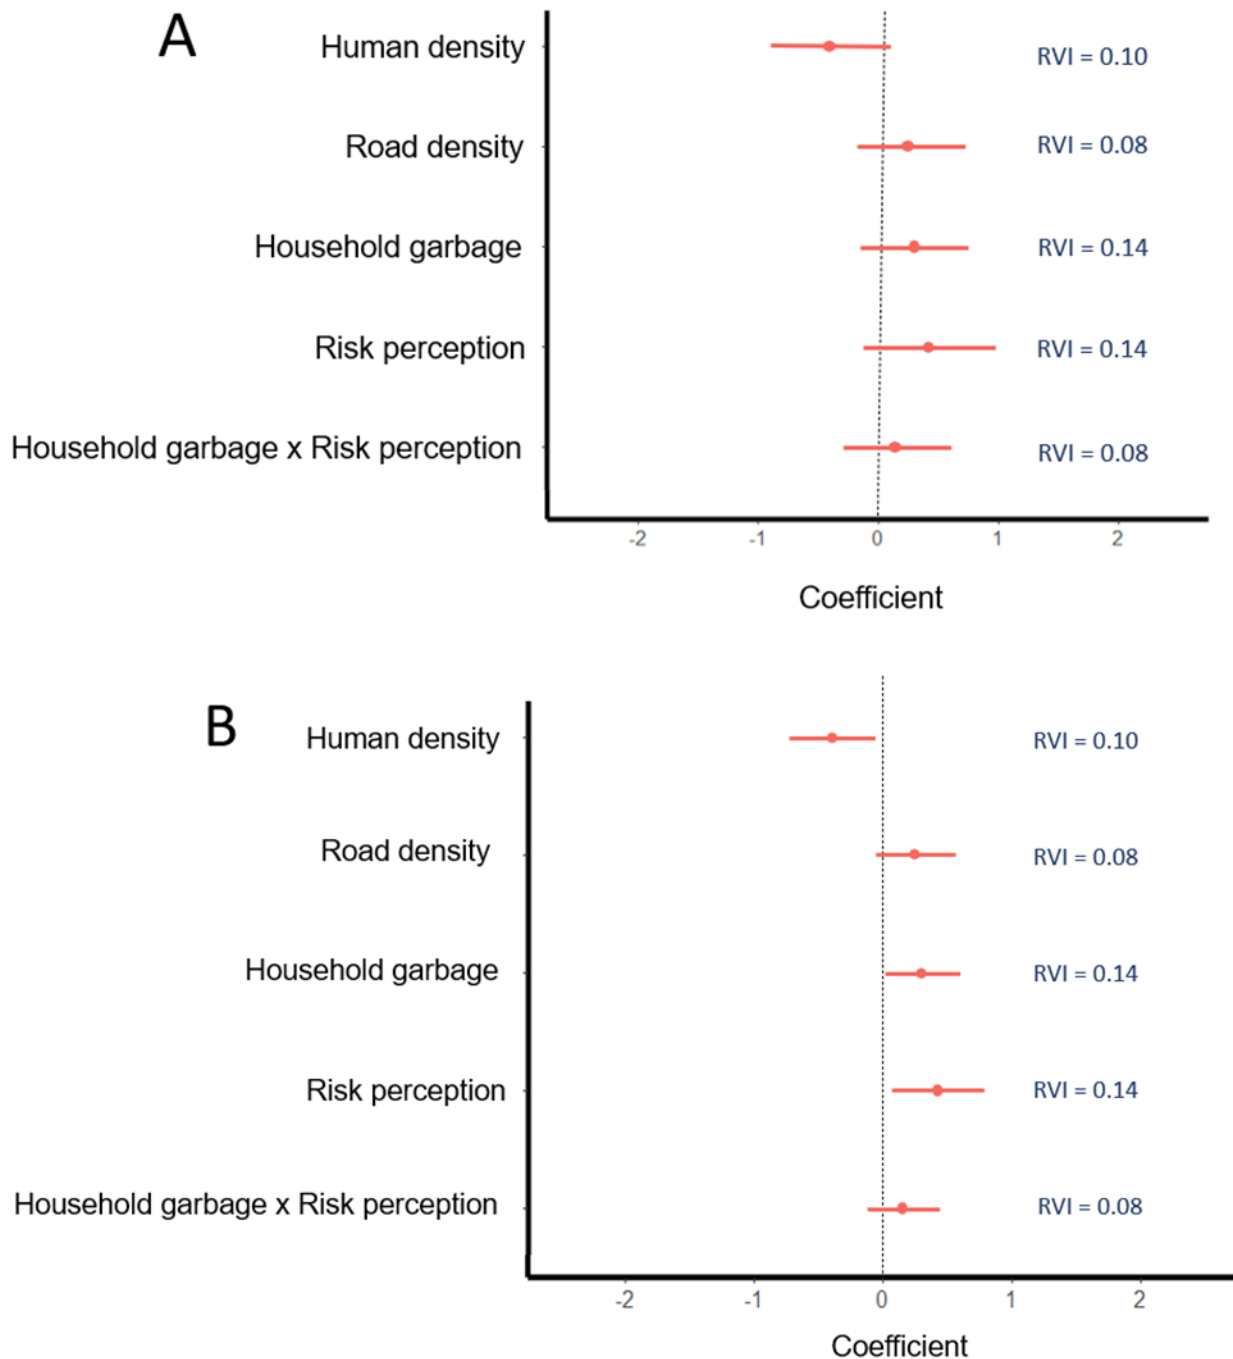 A
Human density RVI = 0.10
Road density RVI = 0.08
Household garbage RVI = 0.14
Risk perception RVI = 0.14
Household garbage x Risk perception RVI = 0.08
-2 -1 0 1 2
Coefficient
B
Human density RVI = 0.10
Road density RVI = 0.08
Household garbage RVI = 0.14
Risk perception RVI = 0.14
Household garbage x Risk perception RVI = 0.08
-2 -1 0 1 2
Coefficient